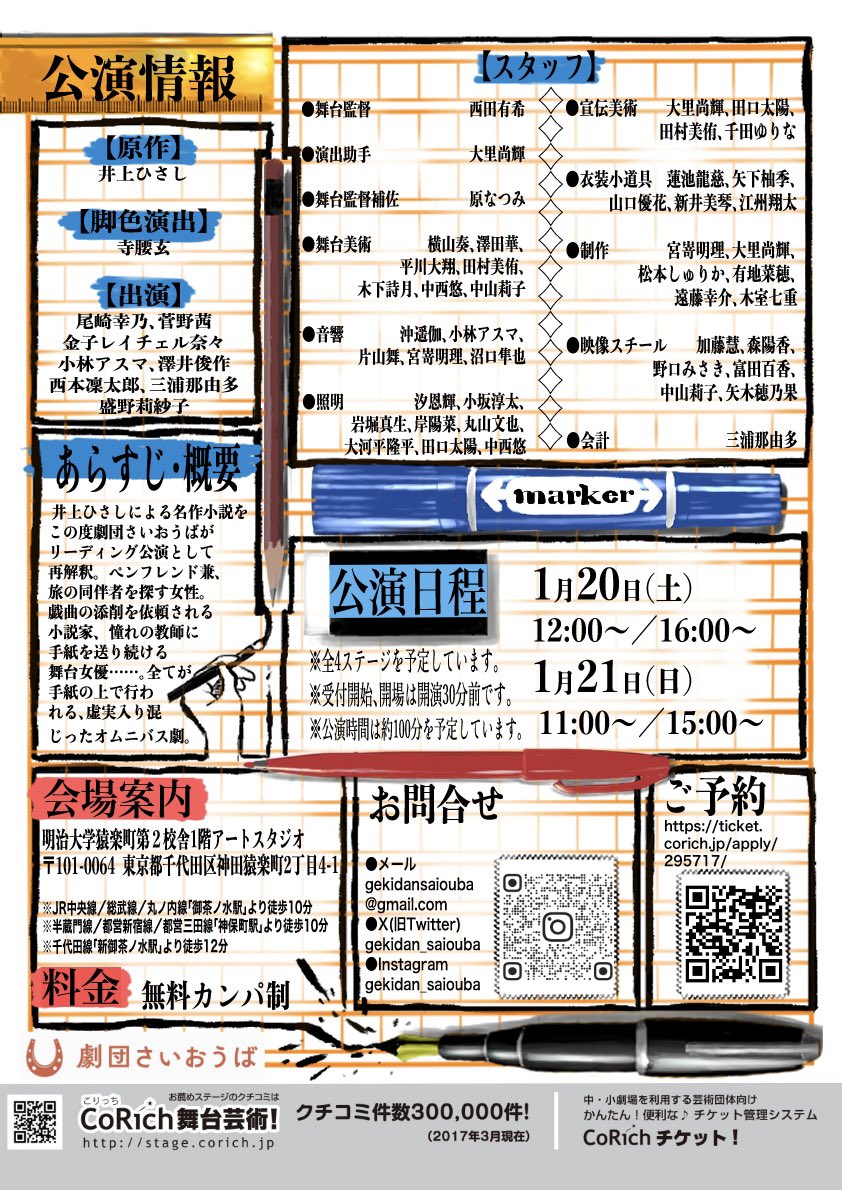 公演情報
【原作】
井上ひさし
【脚色演出】
寺腰玄
【出演】
尾崎幸乃、菅野茜
金子レイチェル奈々
小林アスマ、澤井俊作
西本凜太郎、三浦那由多
盛野莉紗子
【スタッフ】
●舞台監督 西田有希
●演出助手 大里尚輝
●舞台監督補佐 原なつみ
●舞台美術 横山奏、澤田華、
平川大翔、田村美侑、
木下詩月、中西悠、中山莉子
●音響 沖遥伽、小林アスマ、
片山舞、宮嵜明理、沼口隼也
●照明 汐恩輝、小坂淳太、
岩堀真生、岸陽菜、丸山文也、
大河平隆平、田口太陽、中西悠
●宣伝美術 大里尚輝、田口太陽、
田村美侑、千田ゆりな
●衣装小道具 蓮池龍慈、矢下柚季、
山口優花、新井美琴、江州翔太
●制作 宮嵜明理、大里尚輝、
松本しゅりか、有地菜穂、
遠藤幸介、木室七重
●映像スチール 加藤慧、森陽香、
野口みさき、富田百香、
中山莉子、矢木穂乃果
●会計 三浦那由多
あらすじ・概要
井上ひさしによる名作小説を
この度劇団さいおうばが
リーディング公演として
再解釈。ペンフレンド兼、
旅の同伴者を探す女性。
戯曲の添削を依頼される
小説家、憧れの教師に
手紙を送り続ける
舞台女優……。全てが
手紙の上で行わ
れる、虚実入り混
じったオムニバス劇。
marker
公演日程
※全4ステージを予定しています。
※受付開始、開場は開演30分前です。
※公演時間は約100分を予定しています。
1月20日(土)
12:00～／16:00～
1月21日(日)
11:00～／15:00～
会場案内
明治大学猿楽町第2校舎1階アートスタジオ
〒101-0064 東京都千代田区神田猿楽町2丁目4-1
※JR中央線／総武線／丸ノ内線「御茶ノ水駅」より徒歩10分
※半蔵門線／都営新宿線／都営三田線「神保町駅」より徒歩10分
※千代田線「新御茶ノ水駅」より徒歩12分
料金 無料カンパ制
お問合せ
●メール
gekidansaiouba
@gmail.com
●X(旧Twitter)
gekidan_saiouba
●Instagram
gekidan_saiouba
ご予約
https://ticket.
corich.jp/apply/
295717/
劇団さいおうば
お薦めステージのクチコミは
こりっち
CoRich舞台芸術!
http://stage.corich.jp
クチコミ件数300,000件!
(2017年3月現在)
中・小劇場を利用する芸術団体向け
かんたん！便利な♪ チケット管理システム
CoRich チケット！